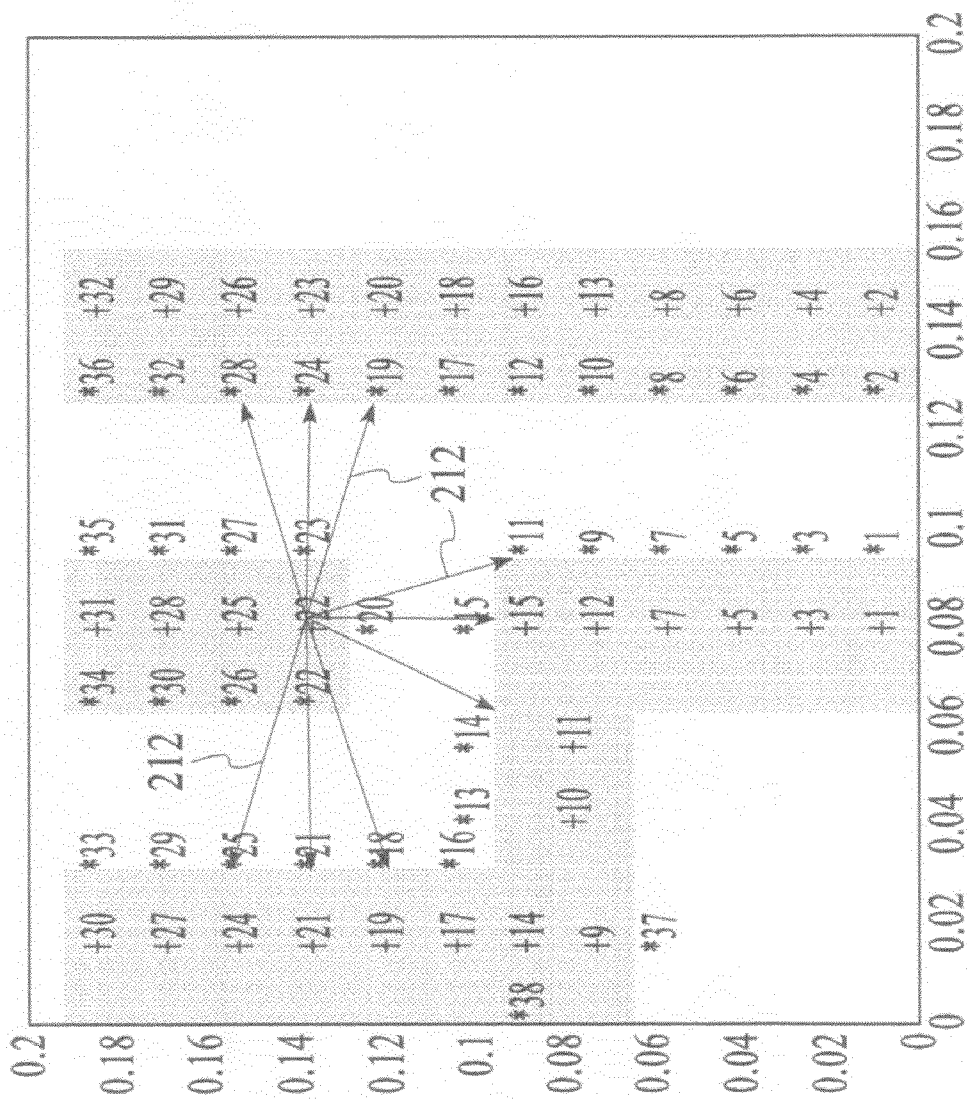 0.2
+30 *33 *34 +31 *35 *36 +32
0.18
212
+27 *29 *30 +28 *31 *32 +29
0.16
+24 *25 *26 +25 *27 *28 +26
0.14
+21 *21 *22 +22 *23 *24 +23
0.12
+19 *18 *20 *19 +20
212
0.1
+17 *16 *13 *14 *15 *17 +18
*38 +14 +15 *11 *12 +16
0.08
+9 +10 +11 +12 *9 *10 +13
0.06
*37 +7 *7 *8 +8
0.04
+5 *5 *6 +6
0.02
+3 *3 *4 +4
+1 *1 *2 +2
0
0 0.02 0.04 0.06 0.08 0.1 0.12 0.14 0.16 0.18 0.2